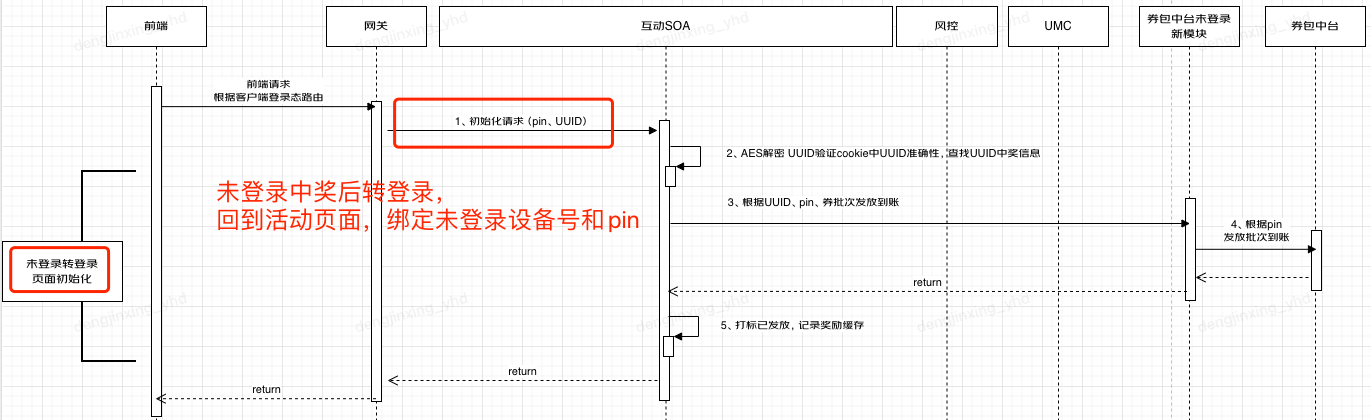 前端
网关
互动SOA
风控
UMC
券包中台未登录
新模块
券包中台
前端请求
根据客户端登录态路由
1、初始化请求（pin、UUID）
2、AES解密 UUID验证cookie中UUID准确性，查找UUID中奖信息
未登录中奖后转登录，
回到活动页面，绑定未登录设备号和pin
3、根据UUID、pin、券批次发放到账
4、根据pin
发放批次到账
未登录转登录
页面初始化
return
5、打标已发放，记录奖励缓存
return
return
dengjinxing_yhd
dengjinxing_yhd
dengjinxing_yhd
dengjinxing_yhd
dengjinxing_yhd
dengjinxing_yhd
dengjinxing_yhd
dengjinxing_yhd
dengjinxing_yhd
dengjinxing_yhd